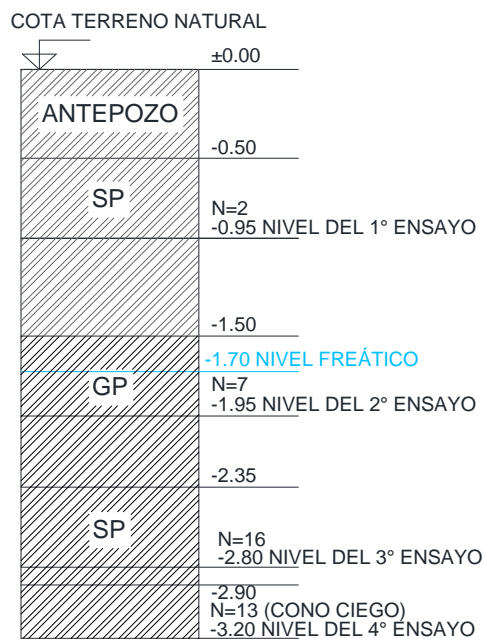 COTA TERRENO NATURAL
±0.00
ANTEPOZO
-0.50
SP
N=2
-0.95 NIVEL DEL 1° ENSAYO
-1.50
-1.70 NIVEL FREÁTICO
GP
N=7
-1.95 NIVEL DEL 2° ENSAYO
-2.35
SP
N=16
-2.80 NIVEL DEL 3° ENSAYO
-2.90
N=13 (CONO CIEGO)
-3.20 NIVEL DEL 4° ENSAYO